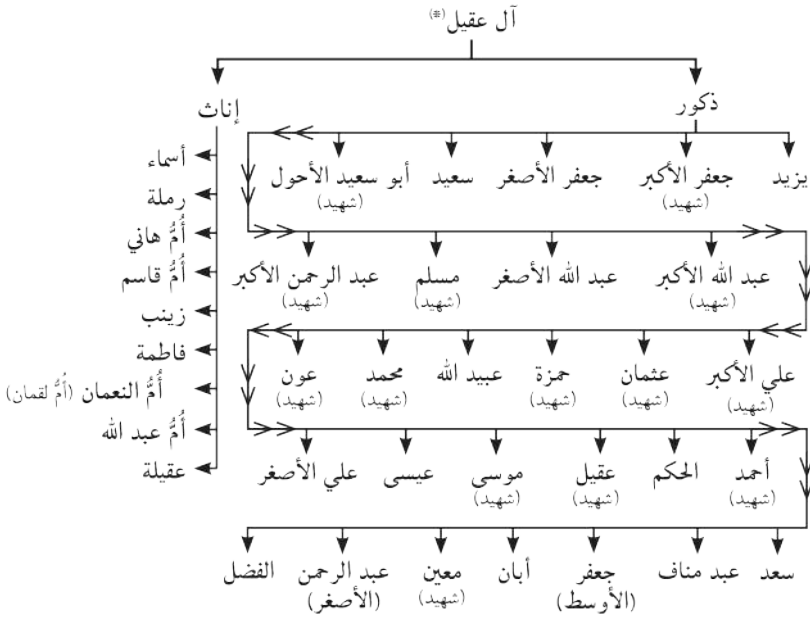 آل عقيل(*)
ذكور
إناث
يزيد جعفر الأكبر جعفر الأصغر سعيد أبو سعيد الأحول
(شهيد) (شهيد)
عبد الله الأكبر عبد الله الأصغر مسلم عبد الرحمن الأكبر
(شهيد) (شهيد) (شهيد)
علي الأكبر عثمان حمزة عبيد الله محمد عون
(شهيد) (شهيد) (شهيد) (شهيد) (شهيد)
أحمد الحكم عقيل موسى عيسى علي الأصغر
(شهيد) (شهيد) (شهيد)
سعد عبد مناف جعفر أبان معين عبد الرحمن الفضل
(الأوسط) (شهيد) (الأصغر)
أسماء
رملة
أُمُّ هاني
أُمُّ قاسم
زينب
فاطمة
أُمُّ النعمان (أُمُّ لقمان)
أُمُّ عبد الله
عقيلة